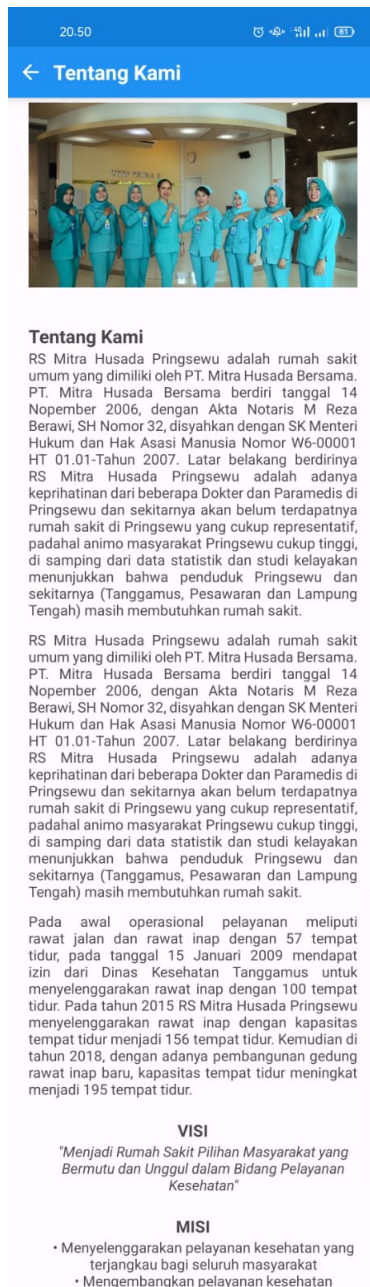 20.50
81
Tentang Kami
Tentang Kami
RS Mitra Husada Pringsewu adalah rumah sakit
umum yang dimiliki oleh PT. Mitra Husada Bersama.
PT. Mitra Husada Bersama berdiri tanggal 14
Nopember 2006, dengan Akta Notaris M Reza
Berawi, SH Nomor 32, disyahkan dengan SK Menteri
Hukum dan Hak Asasi Manusia Nomor W6-00001
HT 01.01-Tahun 2007. Latar belakang berdirinya
RS Mitra Husada Pringsewu adalah adanya
keprihatinan dari beberapa Dokter dan Paramedis di
Pringsewu dan sekitarnya akan belum terdapatnya
rumah sakit di Pringsewu yang cukup representatif,
padahal animo masyarakat Pringsewu cukup tinggi,
di samping dari data statistik dan studi kelayakan
menunjukkan bahwa penduduk Pringsewu dan
sekitarnya (Tanggamus, Pesawaran dan Lampung
Tengah) masih membutuhkan rumah sakit.
RS Mitra Husada Pringsewu adalah rumah sakit
umum yang dimiliki oleh PT. Mitra Husada Bersama.
PT. Mitra Husada Bersama berdiri tanggal 14
Nopember 2006, dengan Akta Notaris M Reza
Berawi, SH Nomor 32, disyahkan dengan SK Menteri
Hukum dan Hak Asasi Manusia Nomor W6-00001
HT 01.01-Tahun 2007. Latar belakang berdirinya
RS Mitra Husada Pringsewu adalah adanya
keprihatinan dari beberapa Dokter dan Paramedis di
Pringsewu dan sekitarnya akan belum terdapatnya
rumah sakit di Pringsewu yang cukup representatif,
padahal animo masyarakat Pringsewu cukup tinggi,
di samping dari data statistik dan studi kelayakan
menunjukkan bahwa penduduk Pringsewu dan
sekitarnya (Tanggamus, Pesawaran dan Lampung
Tengah) masih membutuhkan rumah sakit.
Pada awal operasional pelayanan meliputi
rawat jalan dan rawat inap dengan 57 tempat
tidur, pada tanggal 15 Januari 2009 mendapat
izin dari Dinas Kesehatan Tanggamus untuk
menyelenggarakan rawat inap dengan 100 tempat
tidur. Pada tahun 2015 RS Mitra Husada Pringsewu
menyelenggarakan rawat inap dengan kapasitas
tempat tidur menjadi 156 tempat tidur. Kemudian di
tahun 2018, dengan adanya pembangunan gedung
rawat inap baru, kapasitas tempat tidur meningkat
menjadi 195 tempat tidur.
VISI
"Menjadi Rumah Sakit Pilihan Masyarakat yang
Bermutu dan Unggul dalam Bidang Pelayanan
Kesehatan"
MISI
• Menyelenggarakan pelayanan kesehatan yang
terjangkau bagi seluruh masyarakat
• Mengembangkan pelayanan kesehatan